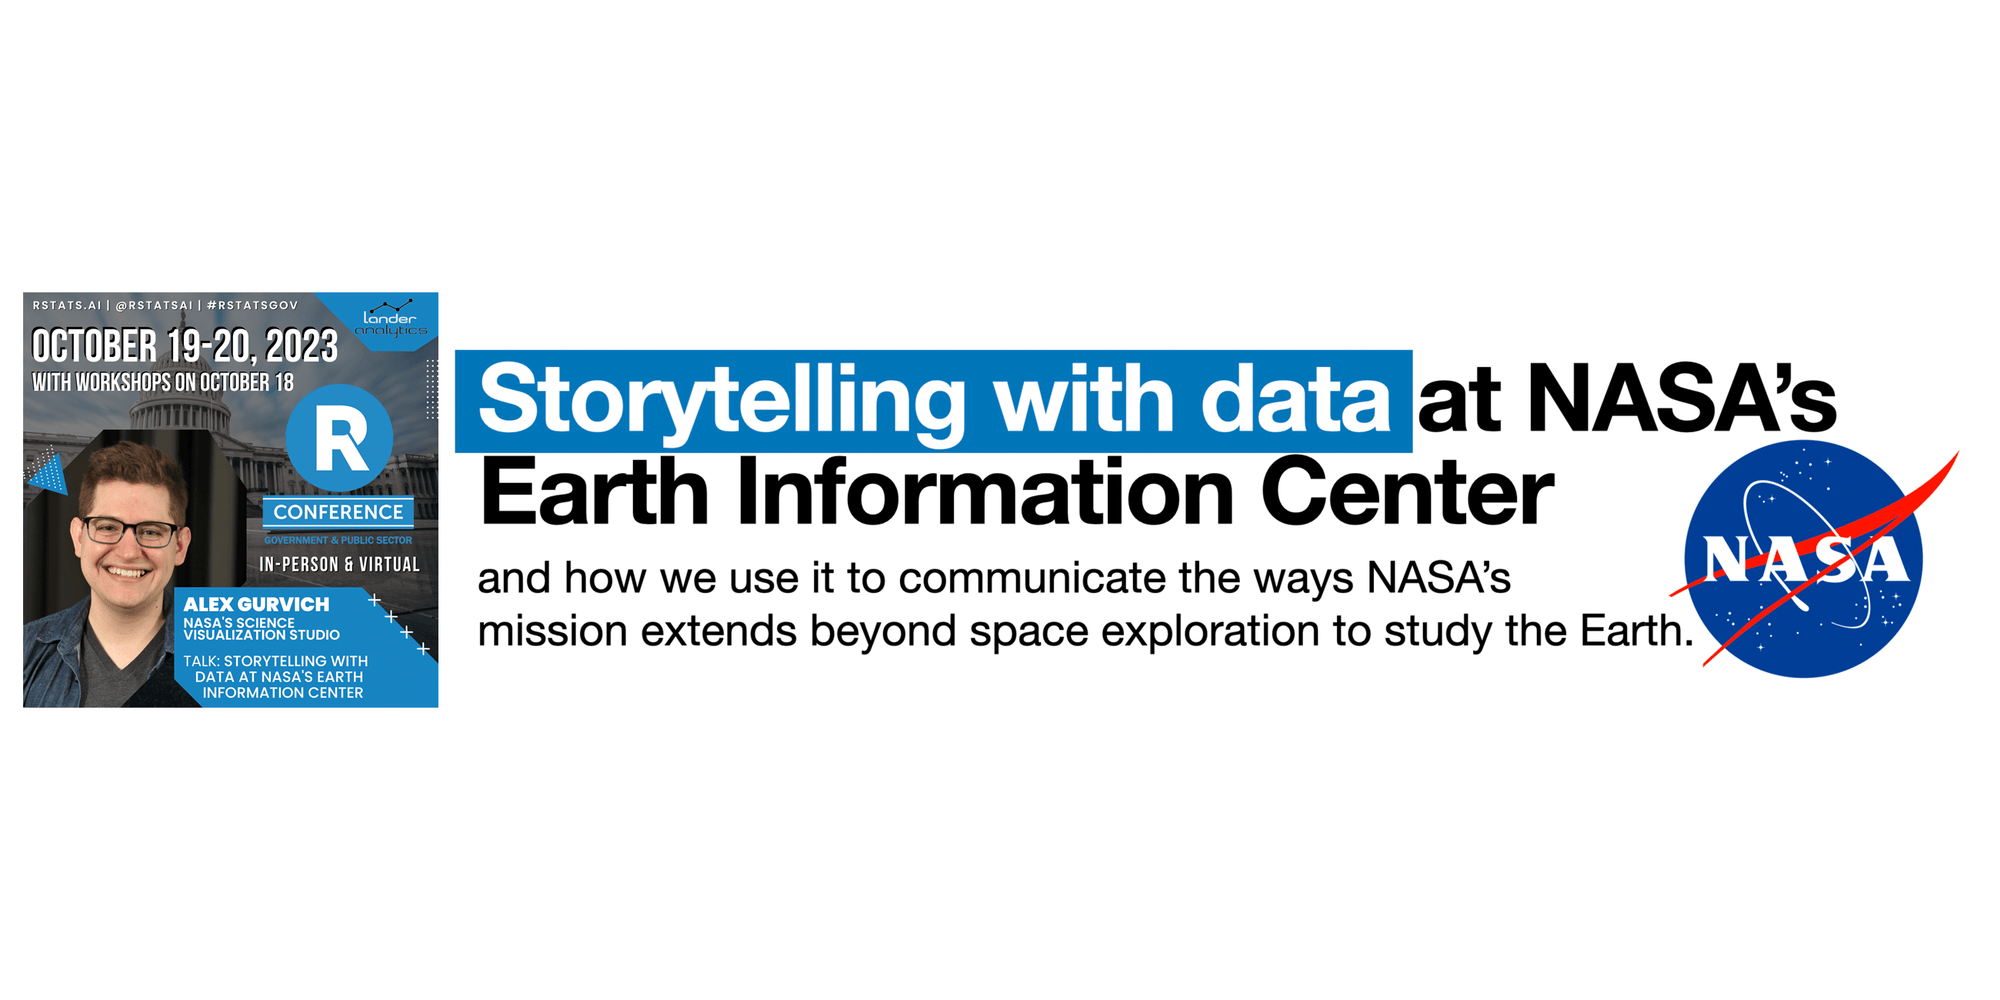 RSTATS.AI | @RSTATSAI | #RSTATSGOV
lander
analytics
OCTOBER 19-20, 2023
WITH WORKSHOPS ON OCTOBER 18
R
CONFERENCE
GOVERNMENT & PUBLIC SECTOR
IN-PERSON & VIRTUAL
ALEX GURVICH
NASA'S SCIENCE
VISUALIZATION STUDIO
TALK: STORYTELLING WITH
DATA AT NASA'S EARTH
INFORMATION CENTER
Storytelling with data at NASA’s
Earth Information Center
and how we use it to communicate the ways NASA’s
mission extends beyond space exploration to study the Earth.
NASA